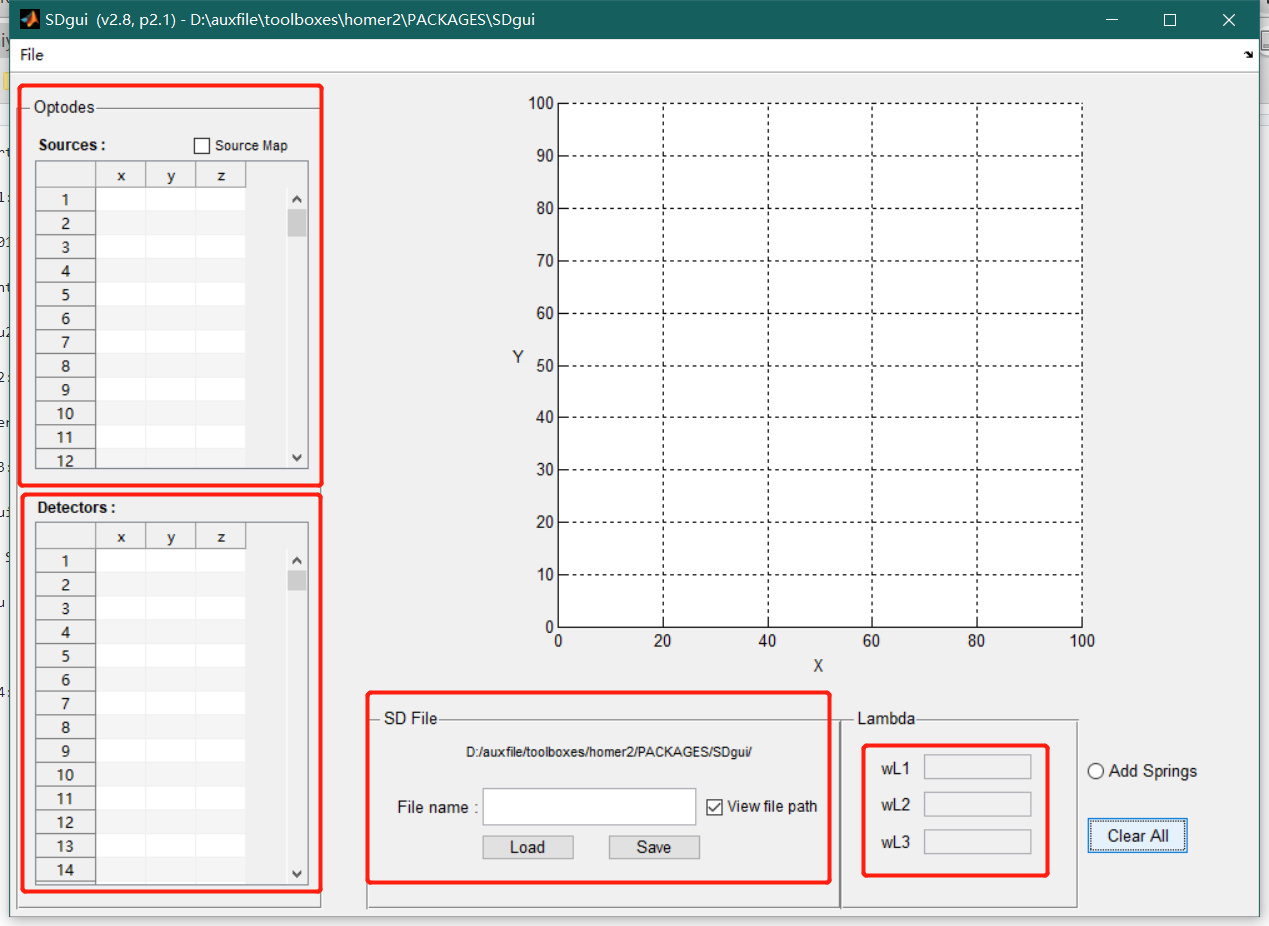 SDgui (v2.8, p2.1) - D:\auxfile\toolboxes\homer2\PACKAGES\SDgui
File
Optodes
Sources :
Source Map
x y z
1
2
3
4
5
6
7
8
9
10
11
12
Detectors :
x y z
1
2
3
4
5
6
7
8
9
10
11
12
13
14
100
90
80
70
60
50
40
30
20
10
0
Y
0 20 40 60 80 100
X
SD File
D:/auxfile/toolboxes/homer2/PACKAGES/SDgui/
File name :
View file path
Load Save
Lambda
wL1
wL2
wL3
Add Springs
Clear All